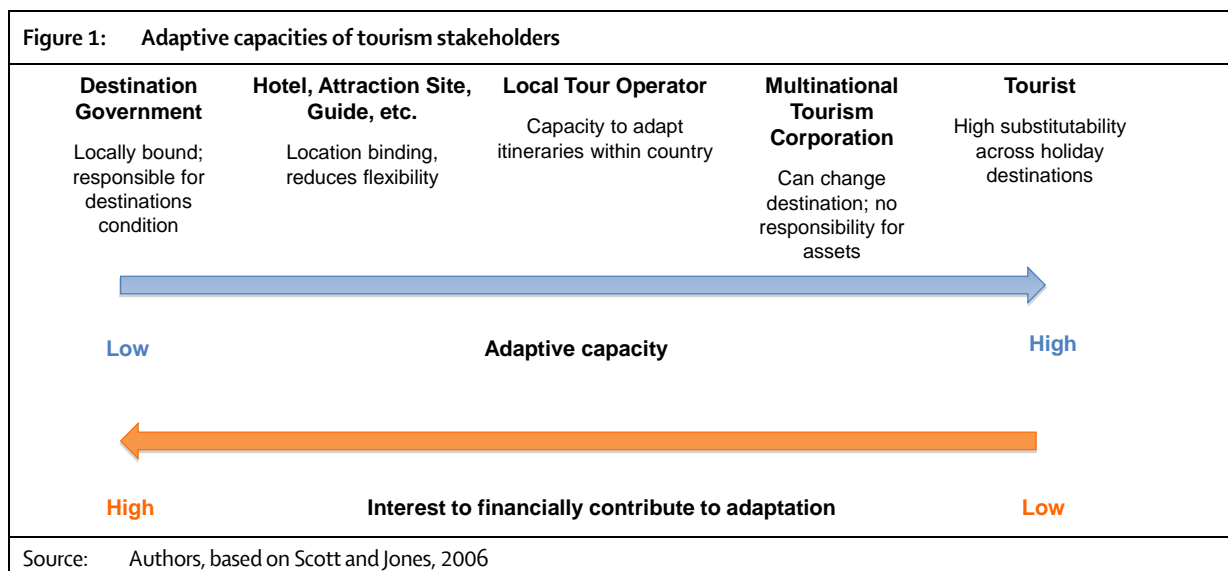 Figure 1: Adaptive capacities of tourism stakeholders
Destination
Government
Locally bound;
responsible for
destinations
condition
Hotel, Attraction Site,
Guide, etc.
Location binding,
reduces flexibility
Local Tour Operator
Capacity to adapt
itineraries within country
Multinational
Tourism
Corporation
Can change
destination; no
responsibility for
assets
Tourist
High substitutability
across holiday
destinations
Low
Adaptive capacity
High
High
Interest to financially contribute to adaptation
Low
Source: Authors, based on Scott and Jones, 2006